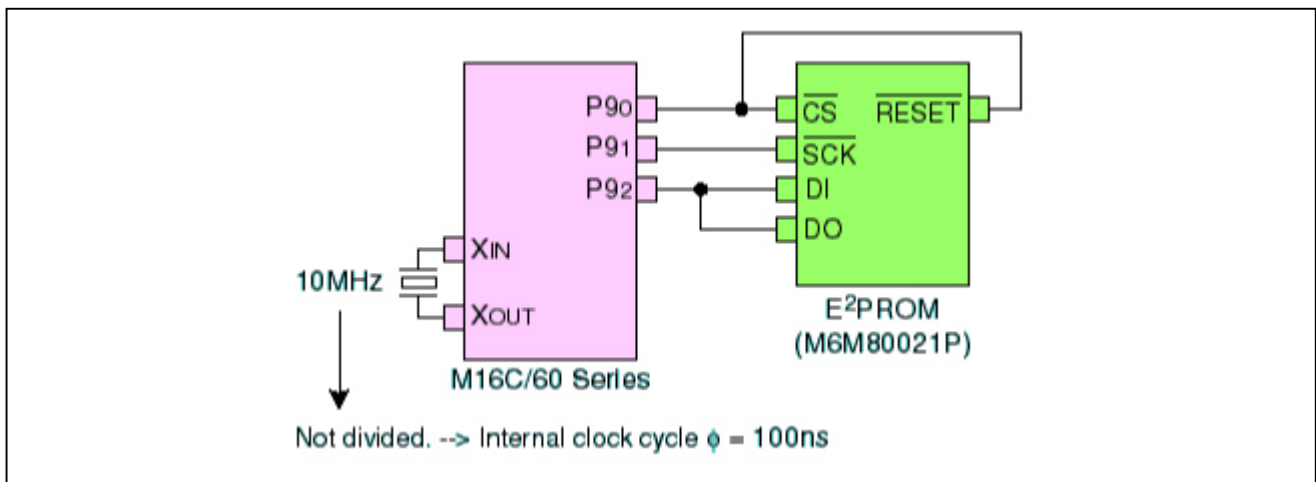 P90
P91
P92
XIN
XOUT
10MHz
M16C/60 Series
CS
RESET
SCK
DI
DO
E²PROM
(M6M80021P)
Not divided. --> Internal clock cycle ϕ = 100ns